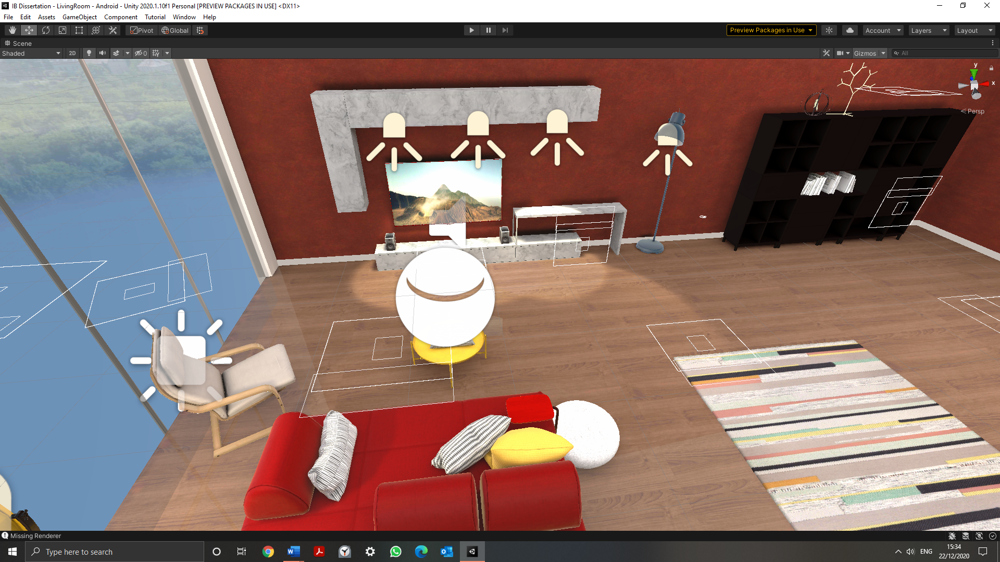 IB Dissertation - LivingRoom - Android - Unity 2020.1.10f1 Personal [PREVIEW PACKAGES IN USE] <DX11>
File Edit Assets GameObject Component Tutorial Window Help
Pivot Global Preview Packages in Use Account Layers Layout
Scene
Shaded 2D 0 Gizmos All
y
x
Persp
Missing Renderer
Type here to search
ENG
15:34
22/12/2020